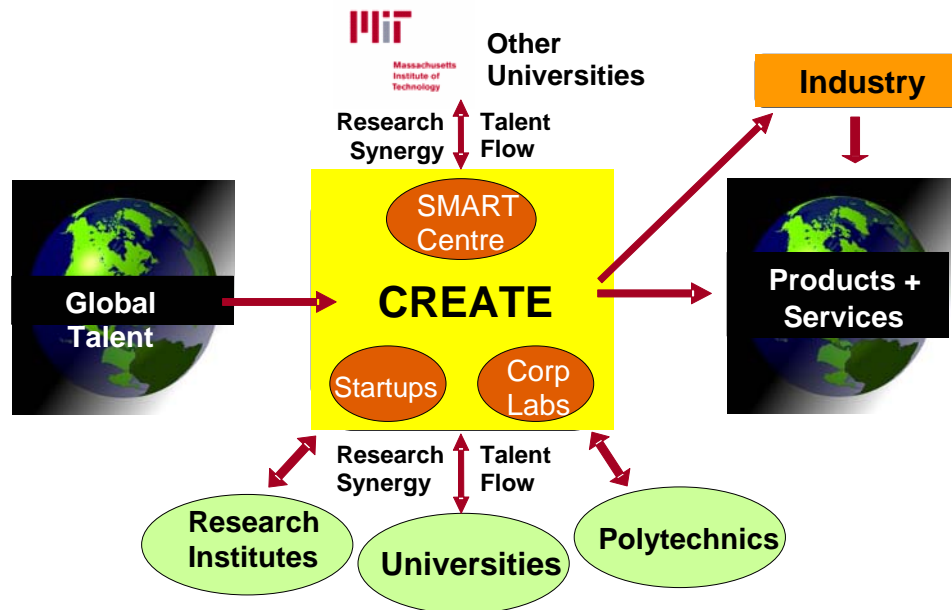 MIT
Massachusetts
Institute of
Technology
Other
Universities
Industry
Research
Synergy
Talent
Flow
SMART
Centre
Global
Talent
CREATE
Products +
Services
Startups
Corp
Labs
Research
Synergy
Talent
Flow
Research
Institutes
Universities
Polytechnics